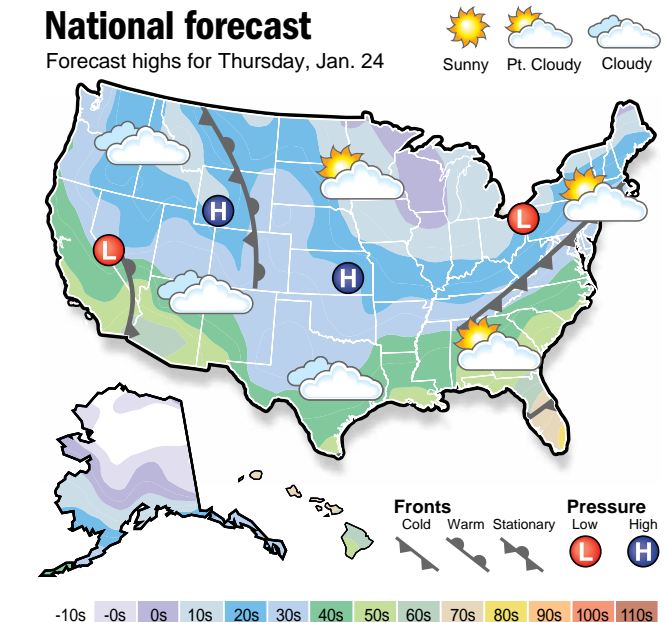 National forecast
Forecast highs for Thursday, Jan. 24
Sunny Pt. Cloudy Cloudy
H
L
L
H
Fronts
Cold Warm Stationary
Pressure
Low High
L H
-10s -0s 0s 10s 20s 30s 40s 50s 60s 70s 80s 90s 100s 110s